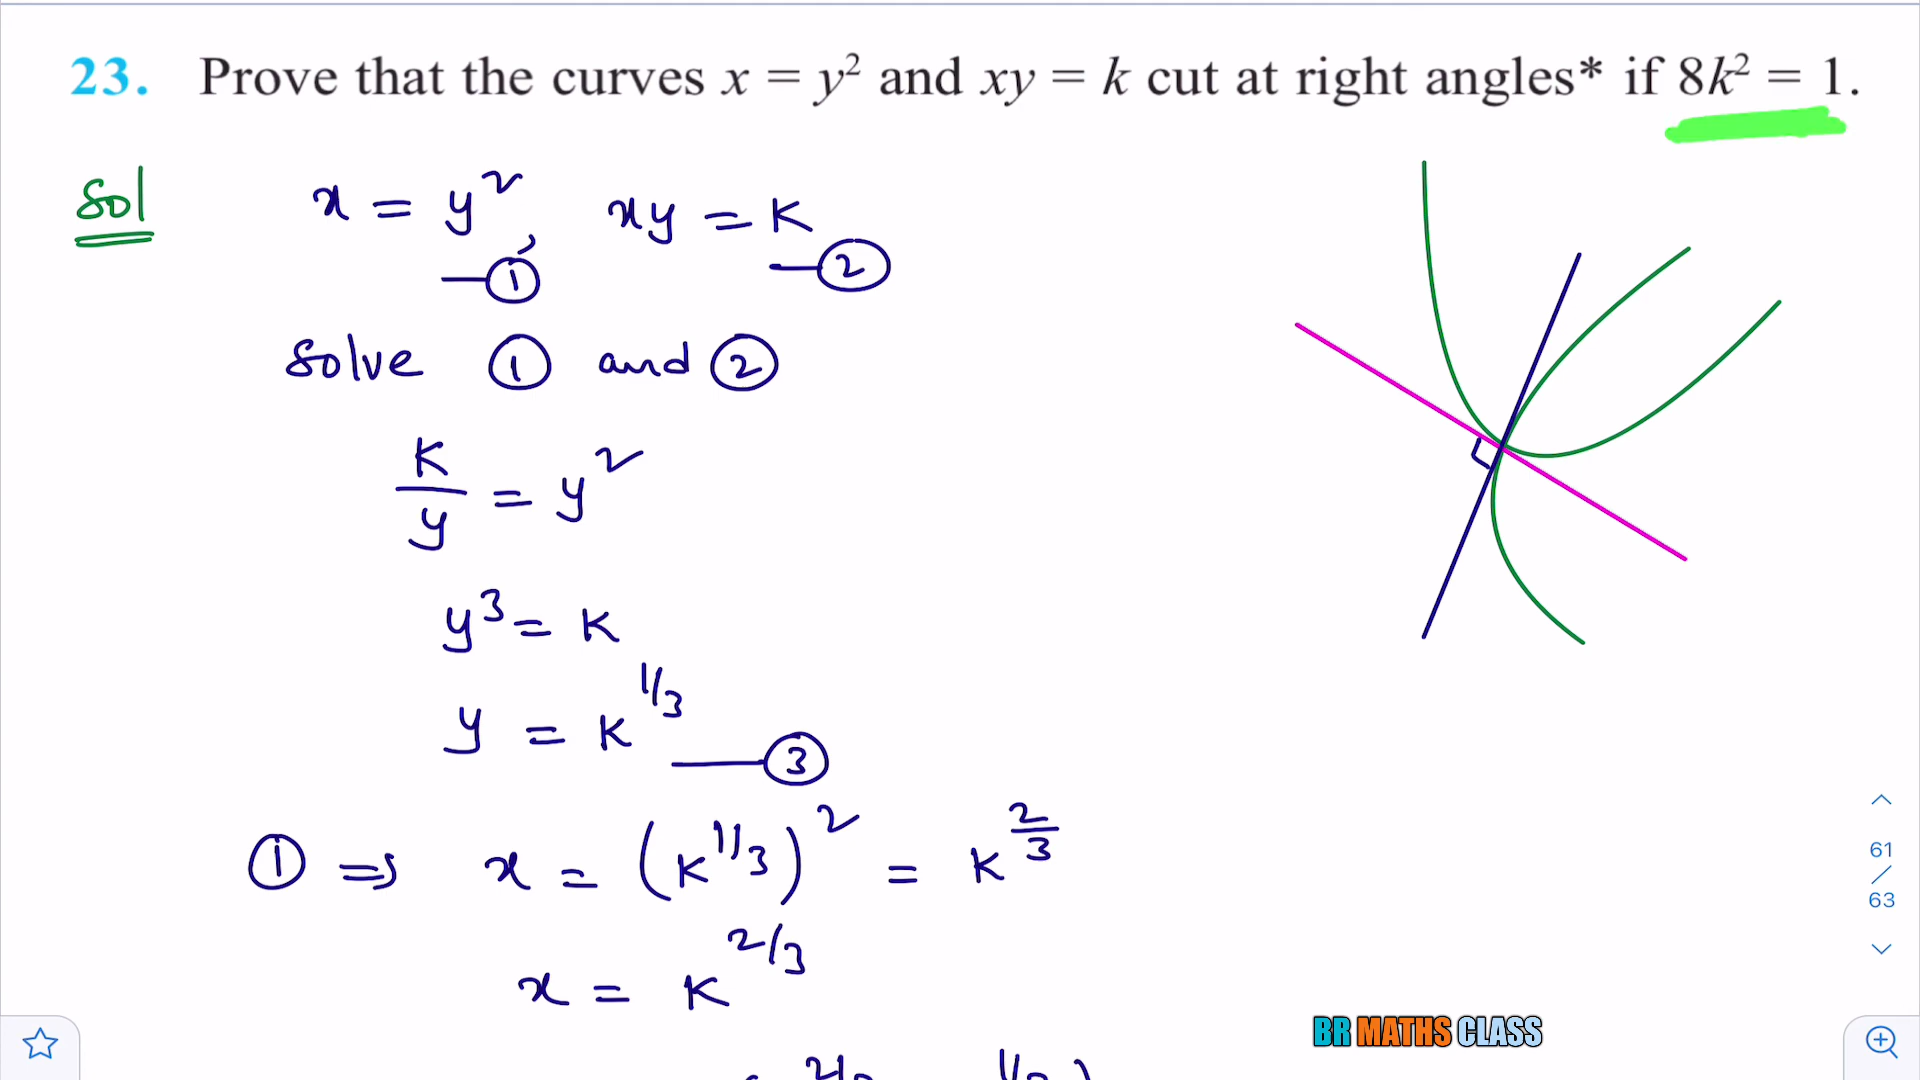 23. Prove that the curves x = y² and xy = k cut at right angles* if 8k² = 1.
Sol
x = y², xy = K
—① —②
Solve ① and ②
K/y = y²
y³ = K
y = K^1/3
—③
① ⇒ x = (K^1/3)² = K^2/3
x = K^2/3
61
/
63
BR MATHS CLASS